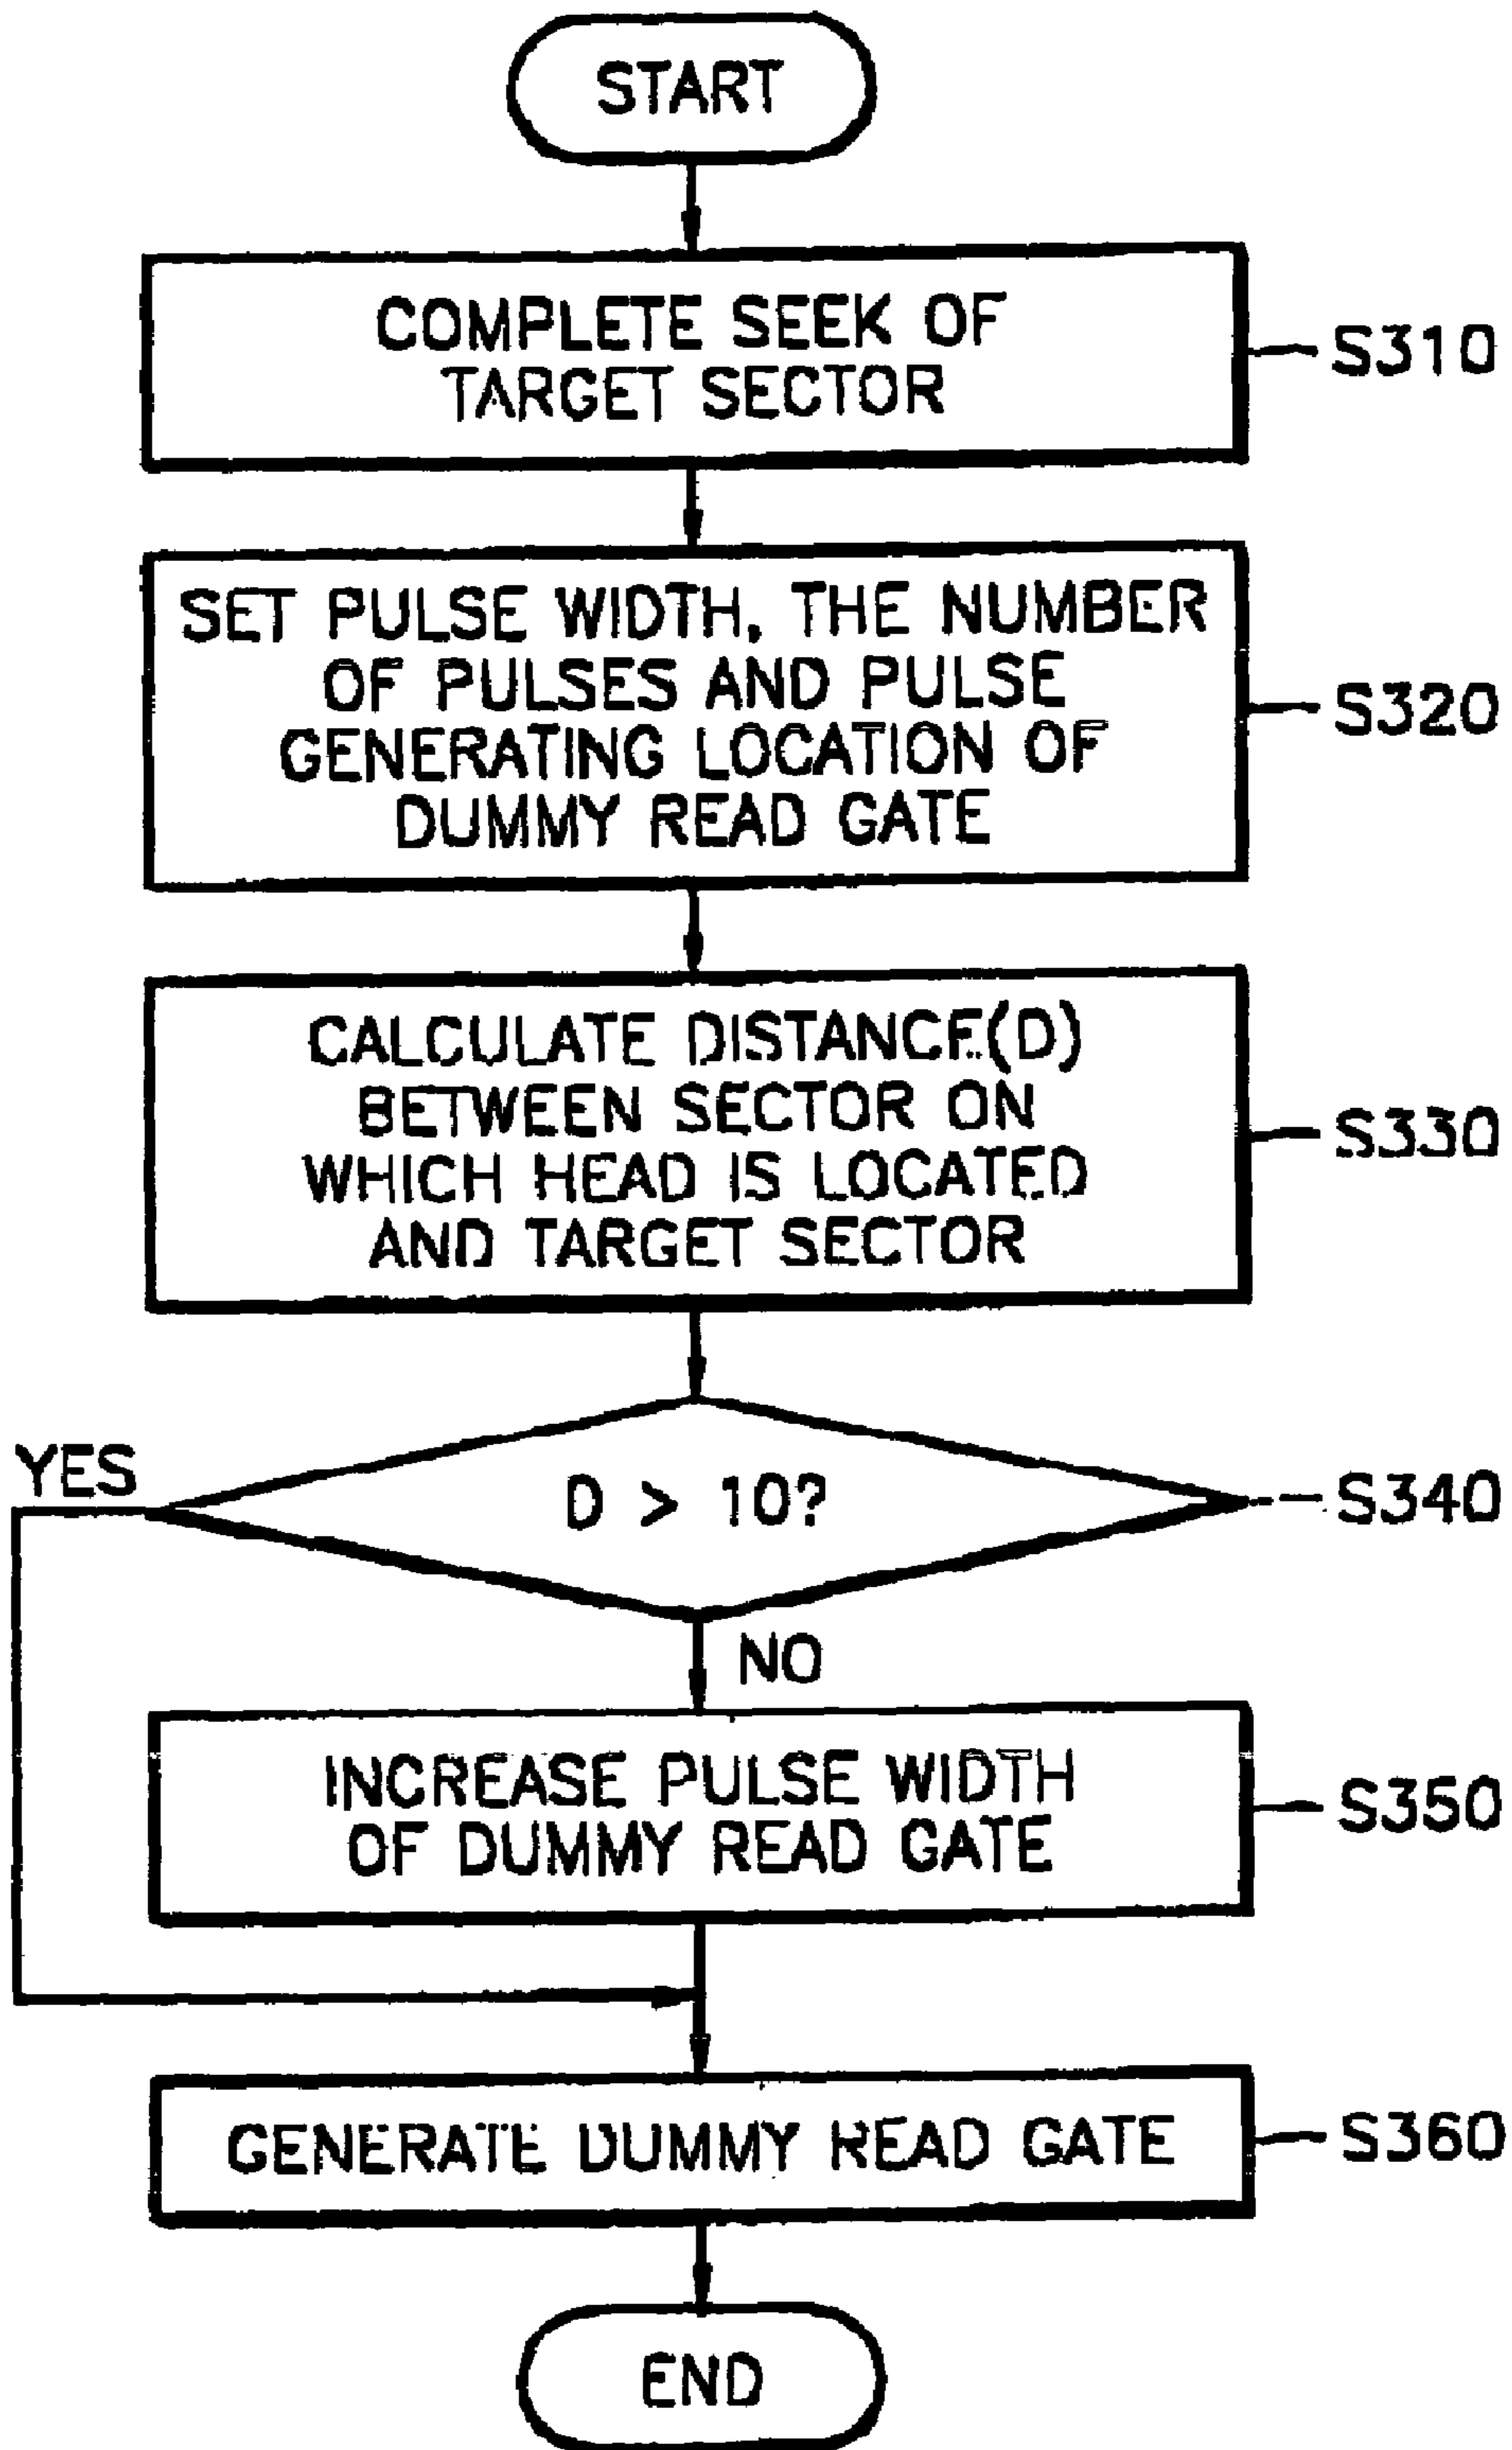 START
COMPLETE SEEK OF
TARGET SECTOR
S310
SET PULSE WIDTH, THE NUMBER
OF PULSES AND PULSE
GENERATING LOCATION OF
DUMMY READ GATE
S320
CALCULATE DISTANCE(D)
BETWEEN SECTOR ON
WHICH HEAD IS LOCATED
AND TARGET SECTOR
S330
YES
D > 10?
S340
NO
INCREASE PULSE WIDTH
OF DUMMY READ GATE
S350
GENERATE DUMMY READ GATE
S360
END